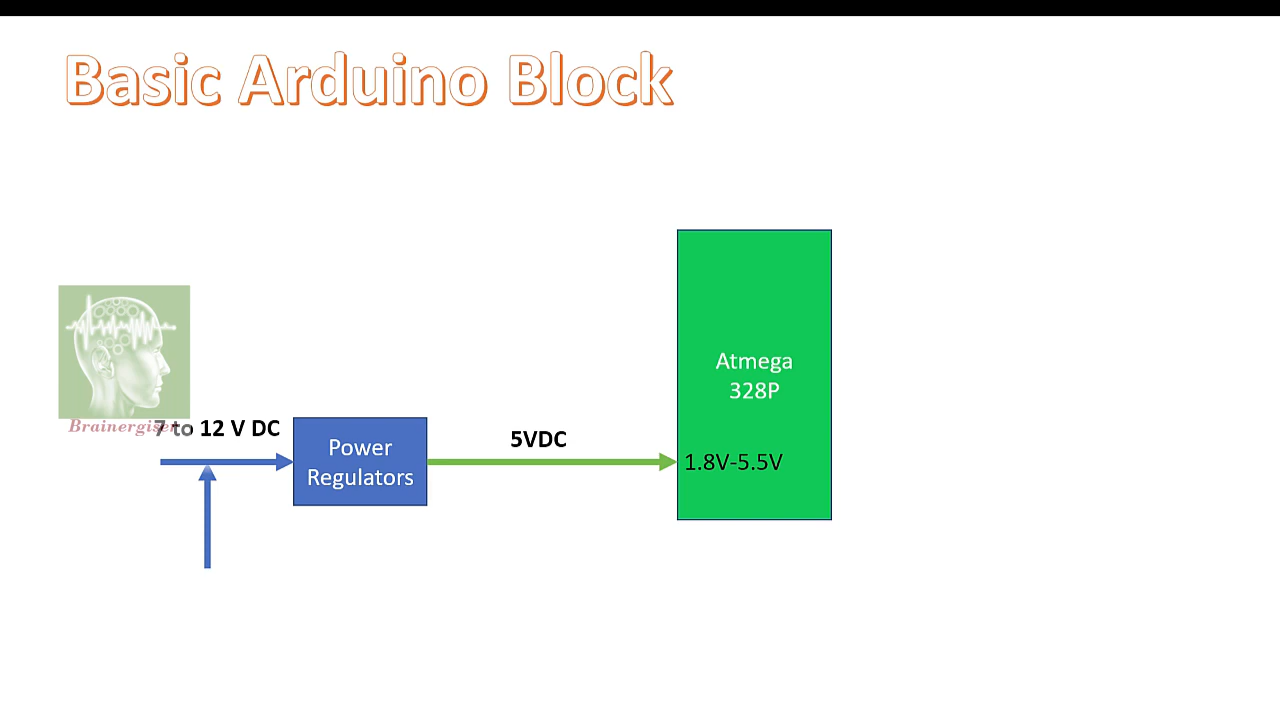 Basic Arduino Block
Brainergiser
7 to 12 V DC
Power
Regulators
5VDC
Atmega
328P
1.8V-5.5V